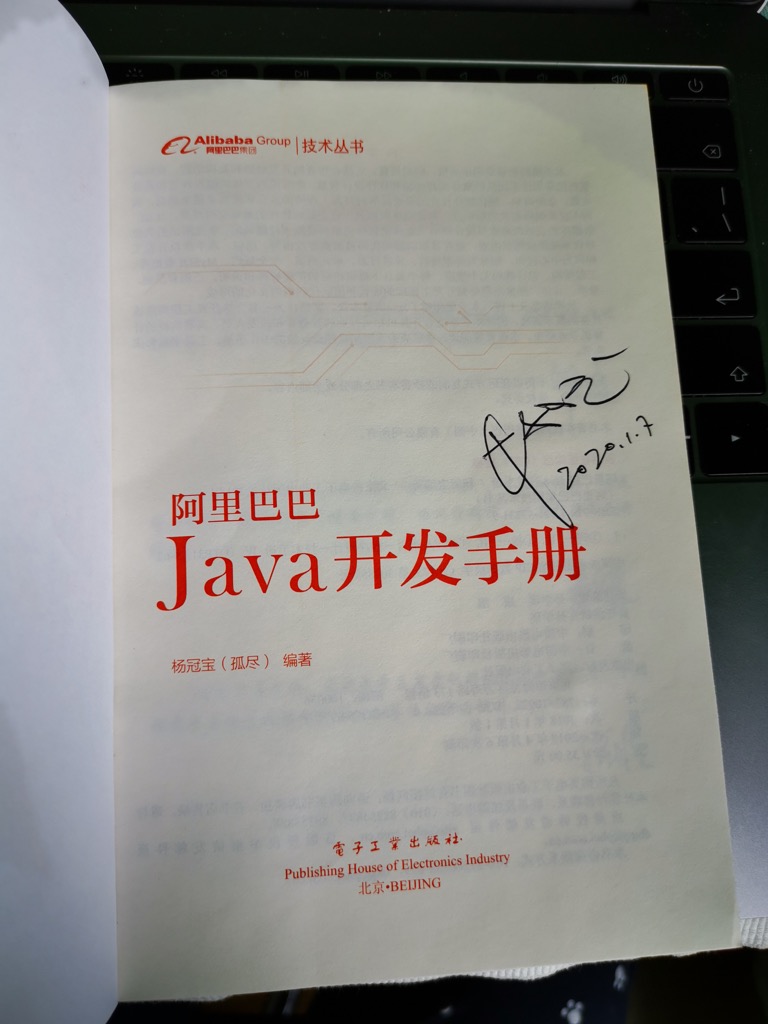 Alibaba Group
阿里巴巴集团
技术丛书
2020.1.7
阿里巴巴
Java开发手册
杨冠宝（孤尽） 编著
电子工业出版社
Publishing House of Electronics Industry
北京•BEIJING